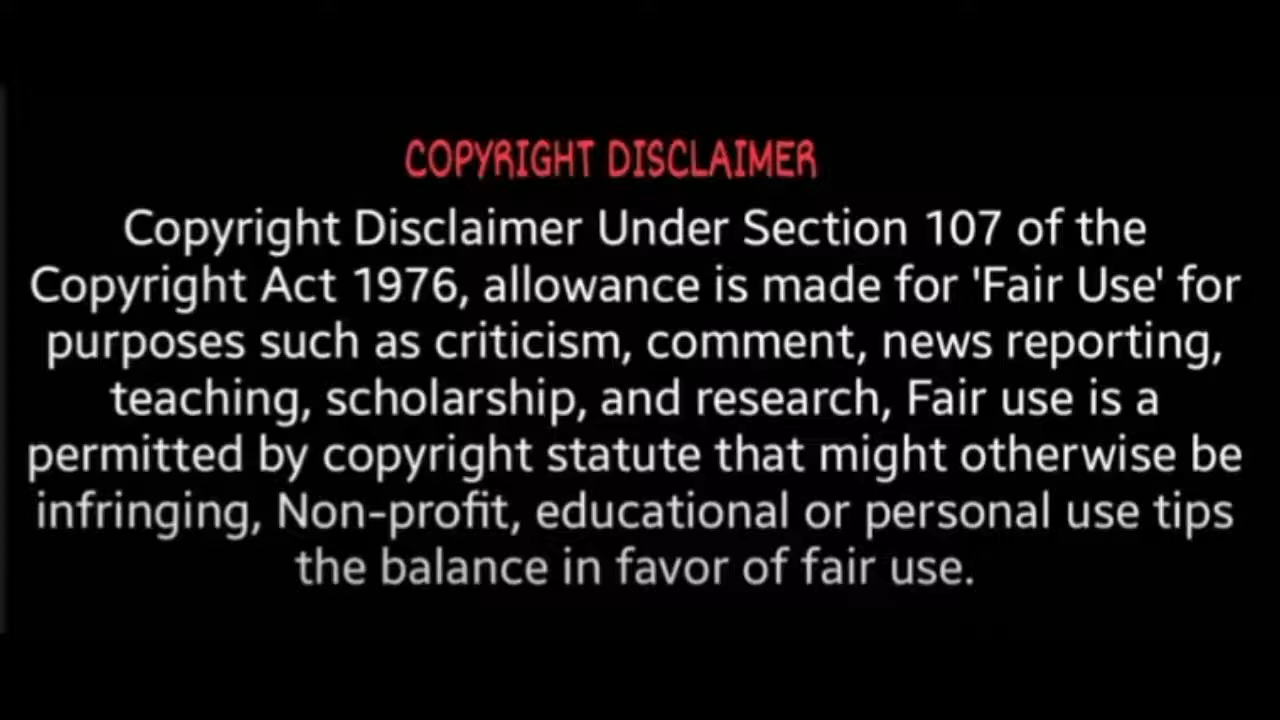 COPYRIGHT DISCLAIMER
Copyright Disclaimer Under Section 107 of the
Copyright Act 1976, allowance is made for 'Fair Use' for
purposes such as criticism, comment, news reporting,
teaching, scholarship, and research, Fair use is a
permitted by copyright statute that might otherwise be
infringing, Non-profit, educational or personal use tips
the balance in favor of fair use.